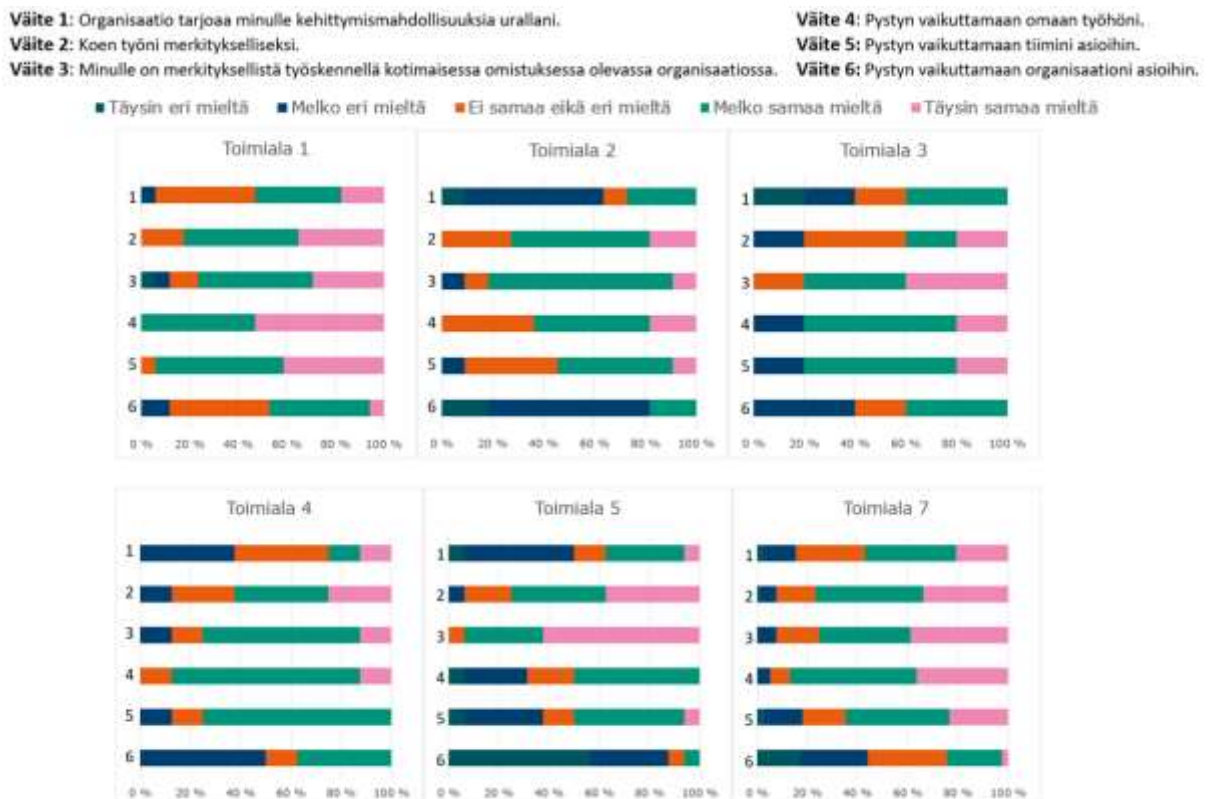 Väite 1: Organisaatio tarjoaa minulle kehittymismahdollisuuksia urallani.
Väite 2: Koen työni merkitykselliseksi.
Väite 3: Minulle on merkityksellistä työskennellä kotimaisessa omistuksessa olevassa organisaatiossa.
Väite 4: Pystyn vaikuttamaan omaan työhöni.
Väite 5: Pystyn vaikuttamaan tiimini asioihin.
Väite 6: Pystyn vaikuttamaan organisaationi asioihin.
Täysin eri mieltä Melko eri mieltä Ei samaa eikä eri mieltä Melko samaa mieltä Täysin samaa mieltä
Toimiala 1
1
2
3
4
5
6
0 % 20 % 40 % 60 % 80 % 100 %
Toimiala 2
1
2
3
4
5
6
0 % 20 % 40 % 60 % 80 % 100 %
Toimiala 3
1
2
3
4
5
6
0 % 20 % 40 % 60 % 80 % 100 %
Toimiala 4
1
2
3
4
5
6
0 % 20 % 40 % 60 % 80 % 100 %
Toimiala 5
1
2
3
4
5
6
0 % 20 % 40 % 60 % 80 % 100 %
Toimiala 7
1
2
3
4
5
6
0 % 20 % 40 % 60 % 80 % 100 %